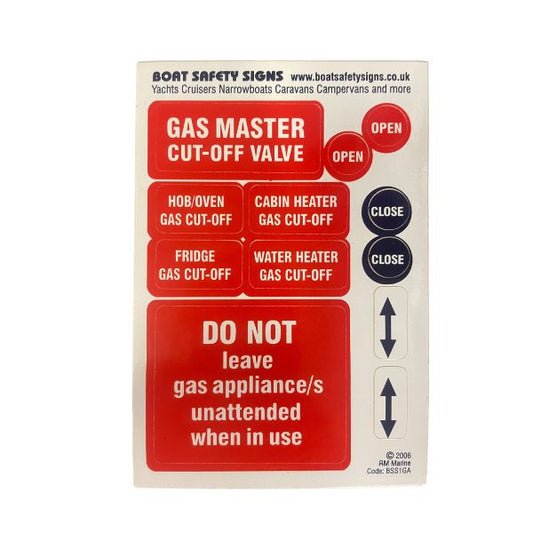 BOAT SAFETY SIGNS www.boatsafetysigns.co.uk
Yachts Cruisers Narrowboats Caravans Campervans and more
GAS MASTER
CUT-OFF VALVE
OPEN
OPEN
HOB/OVEN
GAS CUT-OFF
CABIN HEATER
GAS CUT-OFF
CLOSE
FRIDGE
GAS CUT-OFF
WATER HEATER
GAS CUT-OFF
CLOSE
DO NOT
leave
gas appliance/s
unattended
when in use
© 2006
RM Marine
Code: BSS1GA